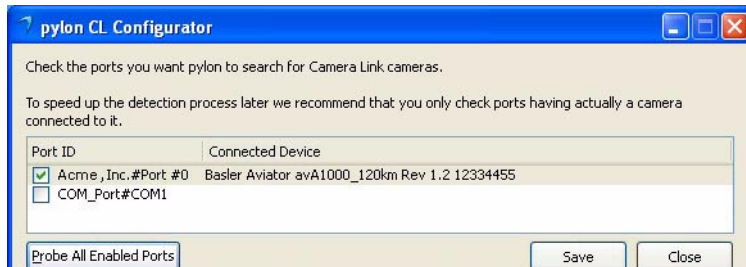 pylon CL Configurator
Check the ports you want pylon to search for Camera Link cameras.
To speed up the detection process later we recommend that you only check ports having actually a camera
connected to it.
Port ID Connected Device
Acme ,Inc.#Port #0 Basler Aviator avA1000_120km Rev 1.2 12334455
COM_Port#COM1
Probe All Enabled Ports Save Close